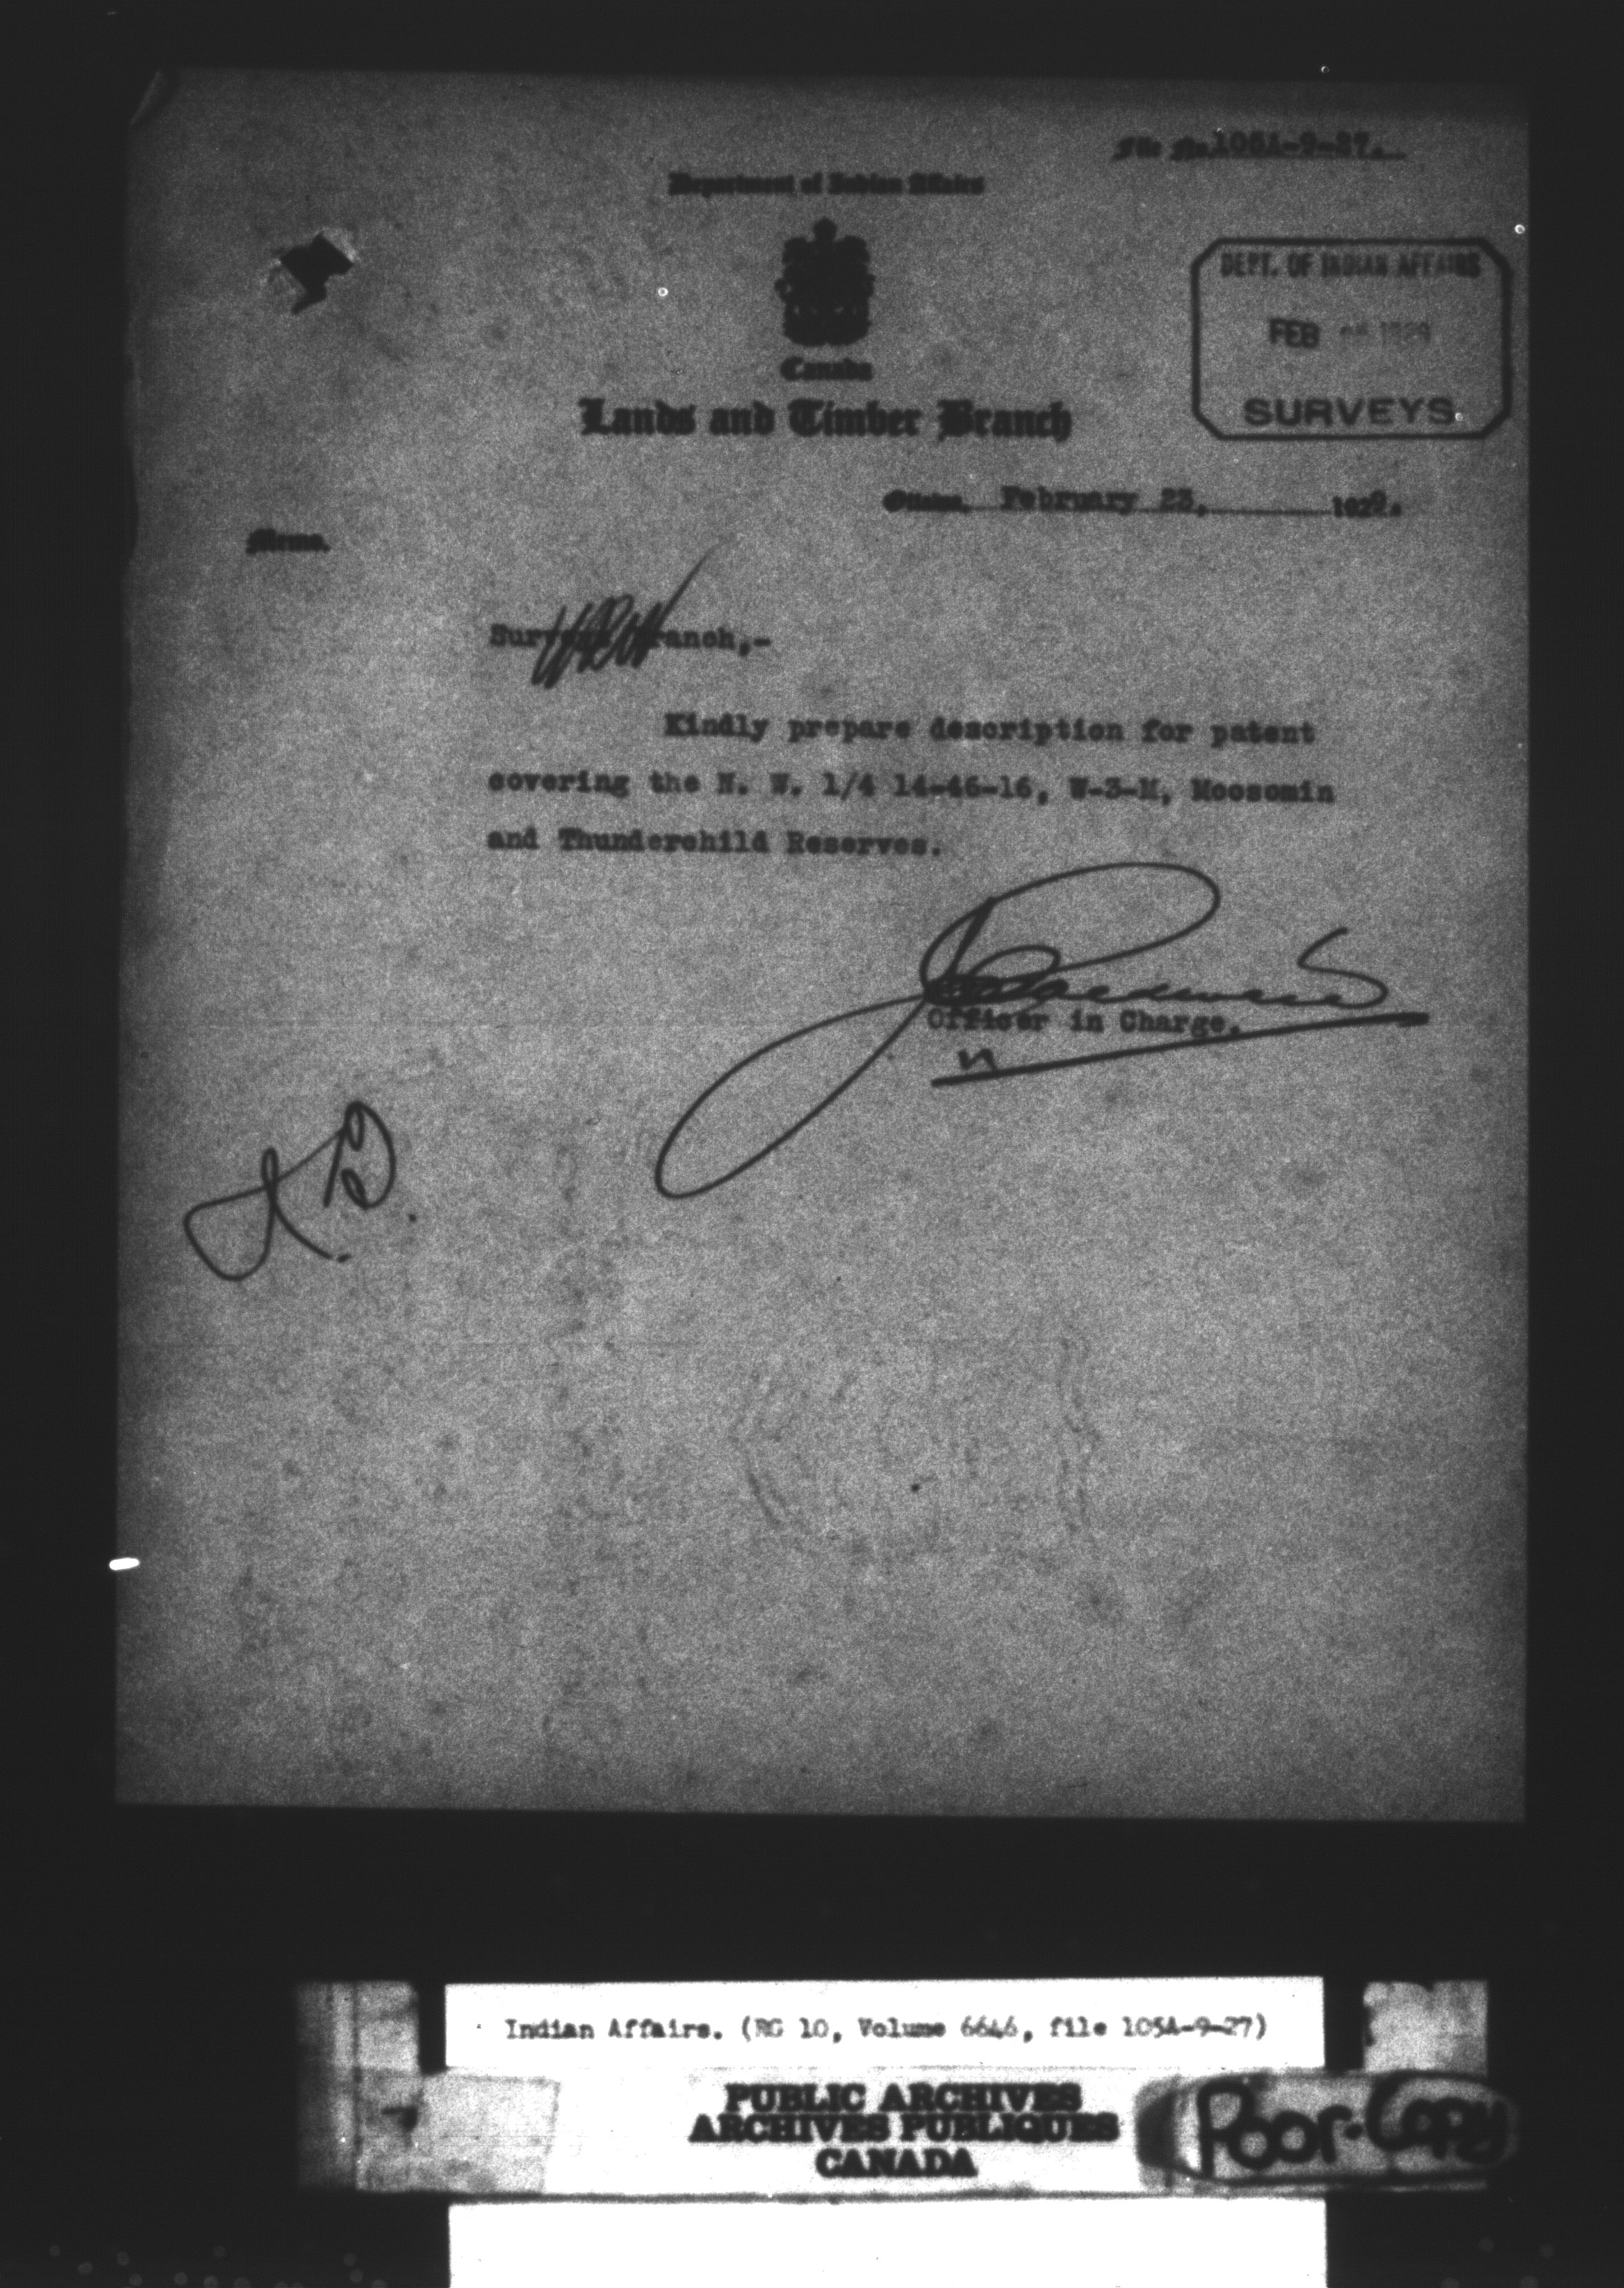 File No. 105A-9-27.
Department of Indian Affairs
Canada
Lands and Timber Branch
DEPT. OF INDIAN AFFAIRS
FEB 1929
SURVEYS
Ottawa, February 23, 1929.
Memo.
Surveys Branch,-
Kindly prepare description for patent
covering the N. W. 1/4 14-46-16, W-3-M, Moosomin
and Thunderchild Reserves.
Officer in Charge.
Indian Affairs. (RG 10, Volume 6646, file 105A-9-27)
PUBLIC ARCHIVES
ARCHIVES PUBLIQUES
CANADA
Poor-Copy